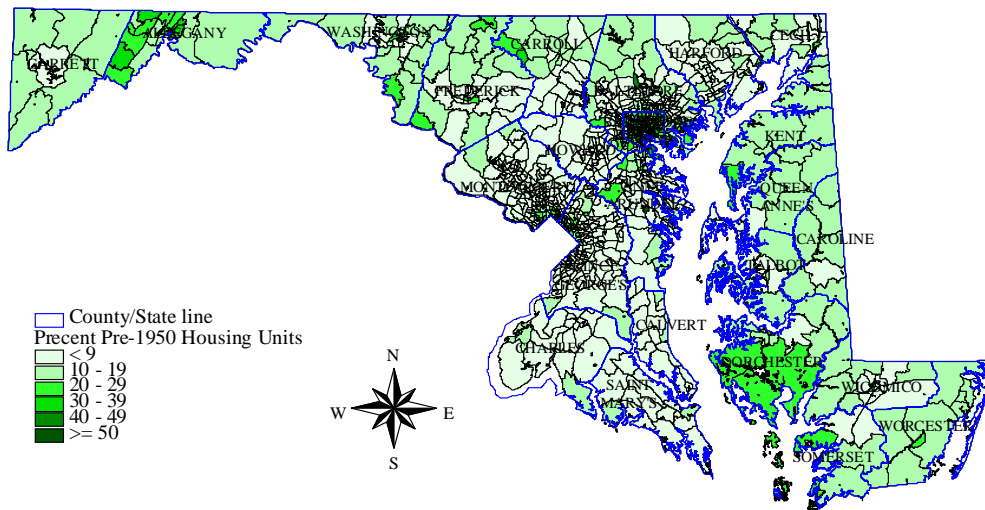 ALLEGANY
WASHINGTON
CARROLL
HARFORD
CECIL
GARRETT
FREDERICK
BALTIMORE
KENT
HOWARD
MONTGOMERY
ANNE
ARUNDEL
QUEEN
ANNE'S
CAROLINE
TALBOT
PRINCE
GEORGE'S
CALVERT
CHARLES
SAINT
MARY'S
DORCHESTER
WICOMICO
WORCESTER
SOMERSET
County/State line
Precent Pre-1950 Housing Units
< 9
10 - 19
20 - 29
30 - 39
40 - 49
>= 50
N
W
E
S